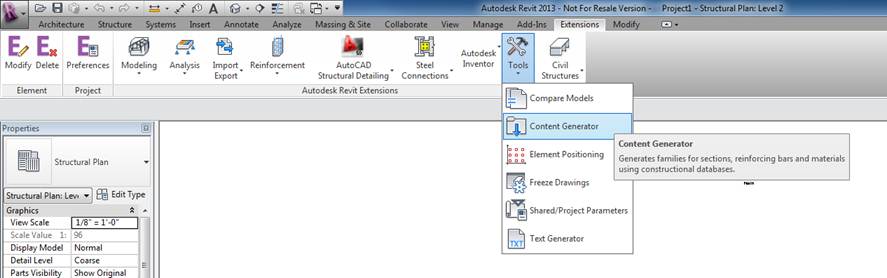 Autodesk Revit 2013 - Not For Resale Version - Project1 - Structural Plan: Level 2
Architecture Structure Systems Insert Annotate Analyze Massing & Site Collaborate View Manage Add-Ins Extensions Modify
Modify Delete Preferences Modeling Analysis Import Export Reinforcement AutoCAD Structural Detailing Steel Connections Autodesk Inventor Tools Civil Structures
Element Project Autodesk Revit Extensions
Compare Models
Content Generator
Element Positioning
Freeze Drawings
Shared/Project Parameters
TXT Text Generator
Content Generator
Generates families for sections, reinforcing bars and materials
using constructional databases.
Properties
Structural Plan
Structural Plan: Leve Edit Type
Graphics
View Scale 1/8" = 1'-0"
Scale Value 1: 96
Display Model Normal
Detail Level Coarse
Parts Visibility Show Original